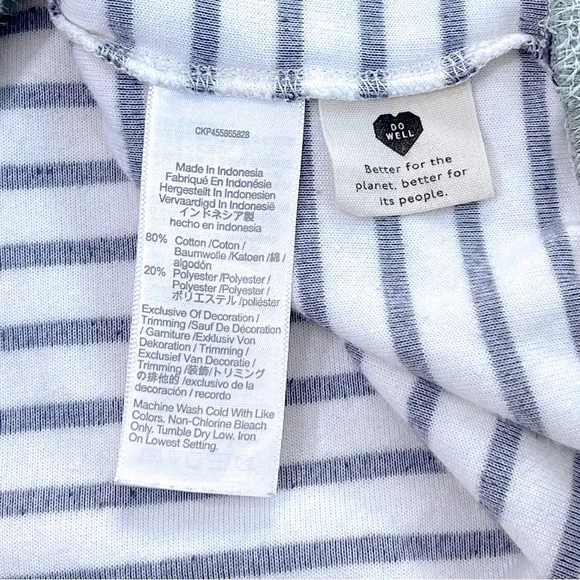 CKP455865828
Made In Indonesia
Fabriqué En Indonésie
Hergestellt In Indonesien
Vervaardigd In Indonesië
インドネシア製
hecho en indonesia
80% Cotton /Coton /
Baumwolle /Katoen /綿 /
algodón
20% Polyester /Polyester /
Polyester /Polyester /
ポリエステル /poliéster
Exclusive Of Decoration /
Trimming /Sauf De Décoration
/ Garniture /Exklusiv Von
Dekoration / Trimming /
Exclusief Van Decoratie /
Trimming /装飾/トリミング
の排他的 /exclusivo de la
decoración / recordo
Machine Wash Cold With Like
Colors. Non-Chlorine Bleach
Only. Tumble Dry Low. Iron
On Lowest Setting.
DO
WELL
Better for the
planet, better for
its people.